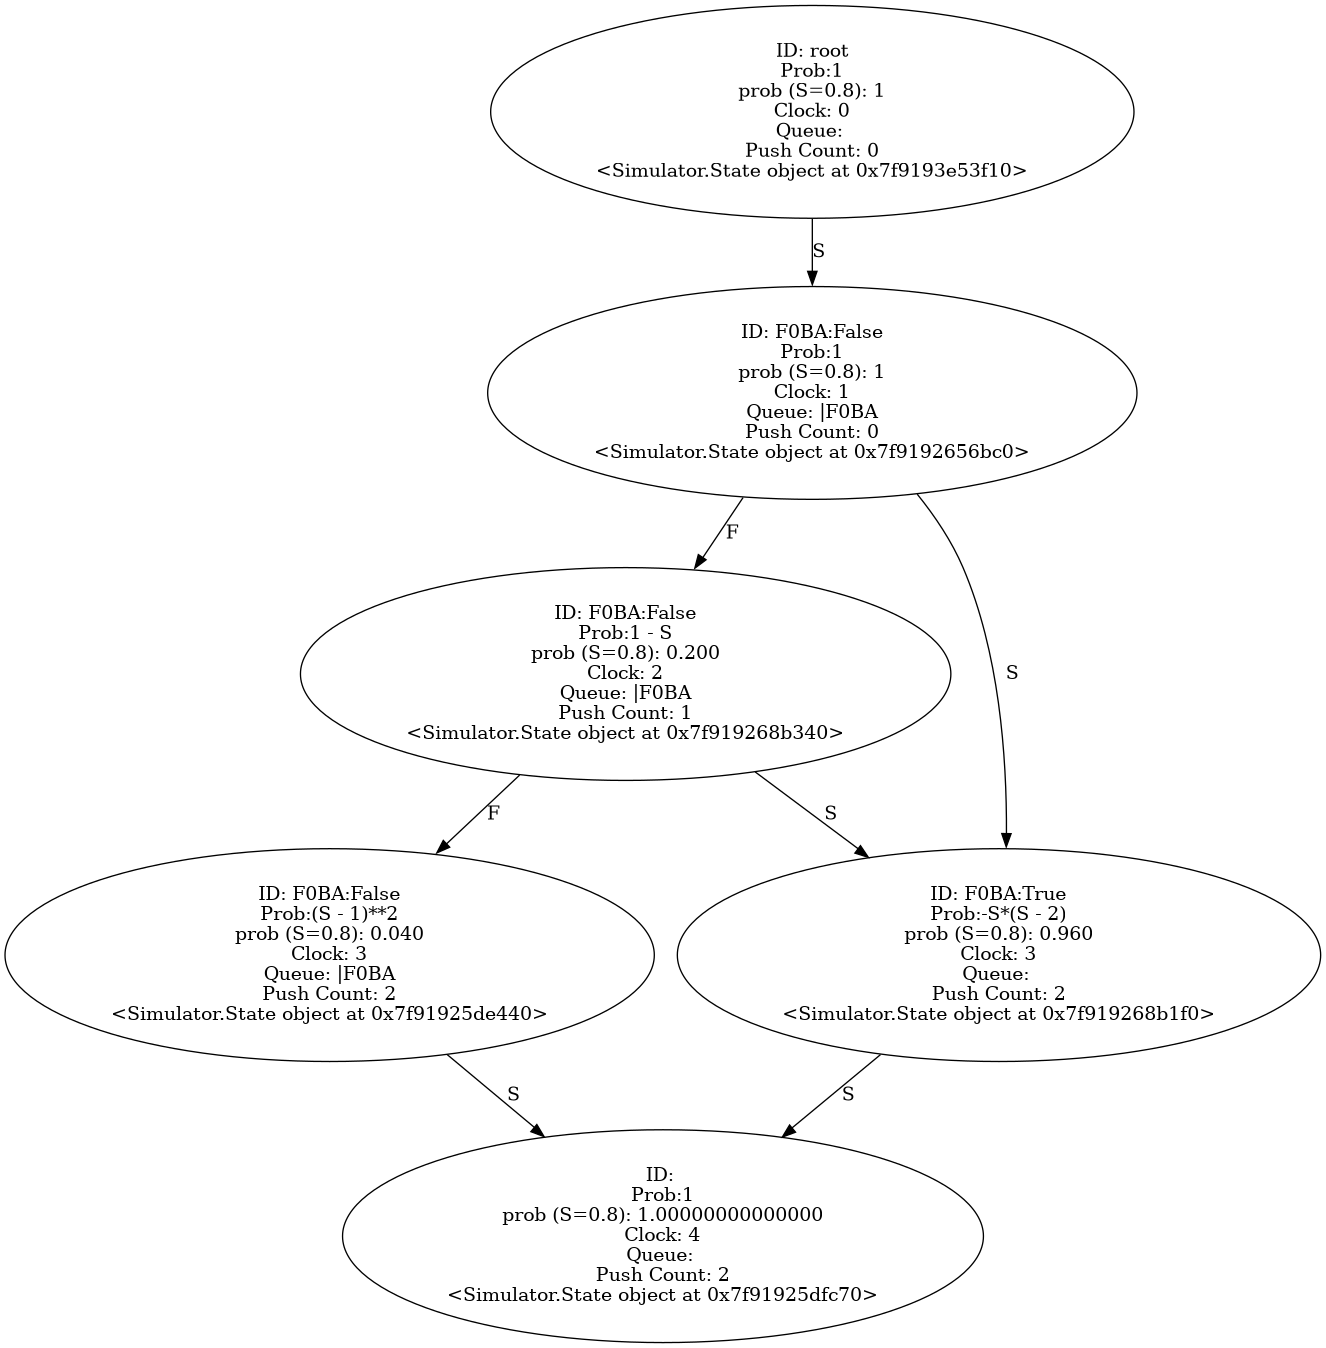 ID: root
Prob:1
prob (S=0.8): 1
Clock: 0
Queue:
Push Count: 0
<Simulator.State object at 0x7f9193e53f10>
S
ID: F0BA:False
Prob:1
prob (S=0.8): 1
Clock: 1
Queue: |F0BA
Push Count: 0
<Simulator.State object at 0x7f9192656bc0>
F
ID: F0BA:False
Prob:1 - S
prob (S=0.8): 0.200
Clock: 2
Queue: |F0BA
Push Count: 1
<Simulator.State object at 0x7f919268b340>
S
F
S
ID: F0BA:False
Prob:(S - 1)**2
prob (S=0.8): 0.040
Clock: 3
Queue: |F0BA
Push Count: 2
<Simulator.State object at 0x7f91925de440>
ID: F0BA:True
Prob:-S*(S - 2)
prob (S=0.8): 0.960
Clock: 3
Queue:
Push Count: 2
<Simulator.State object at 0x7f919268b1f0>
S
S
ID:
Prob:1
prob (S=0.8): 1.00000000000000
Clock: 4
Queue:
Push Count: 2
<Simulator.State object at 0x7f91925dfc70>